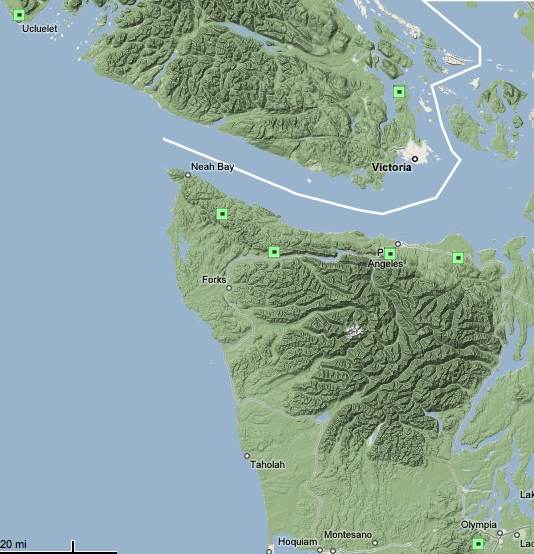 Ucluelet
Victoria
Neah Bay
P
Angeles
Forks
Taholah
Olympia
Montesano
Hoquiam
20 mi